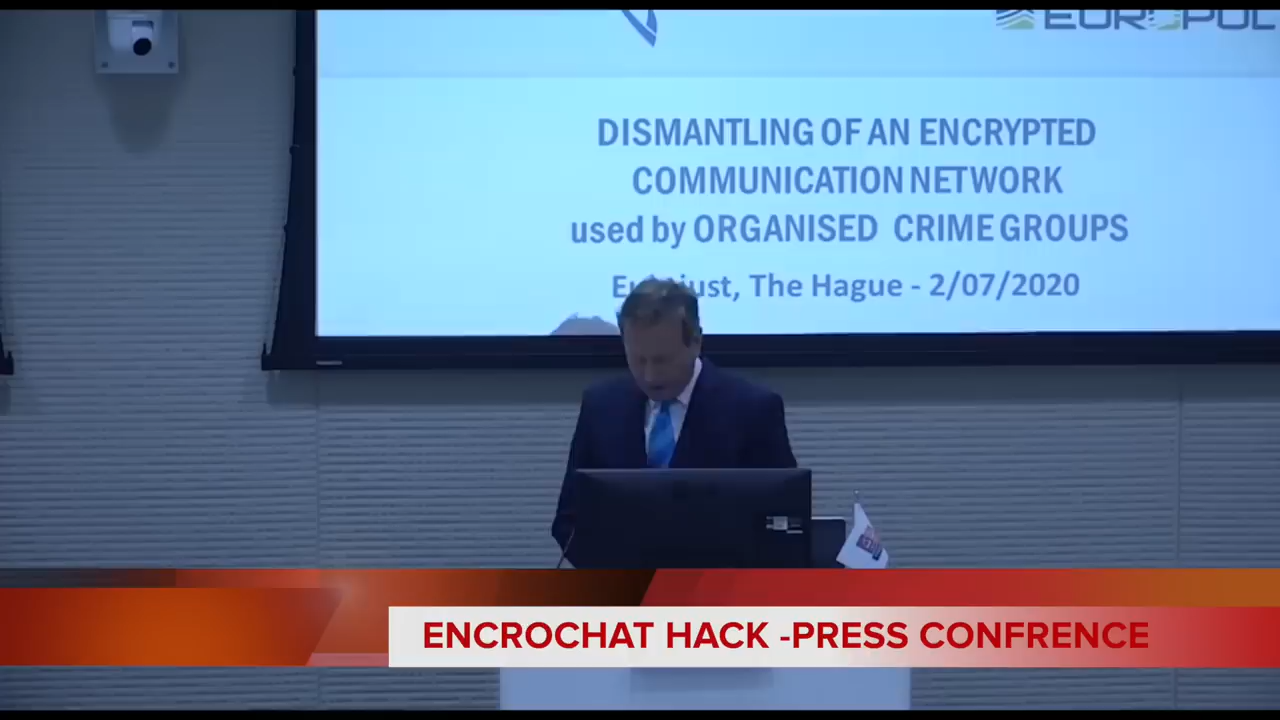 EUROPOL
DISMANTLING OF AN ENCRYPTED
COMMUNICATION NETWORK
used by ORGANISED CRIME GROUPS
Eurojust, The Hague - 2/07/2020
ENCROCHAT HACK -PRESS CONFRENCE